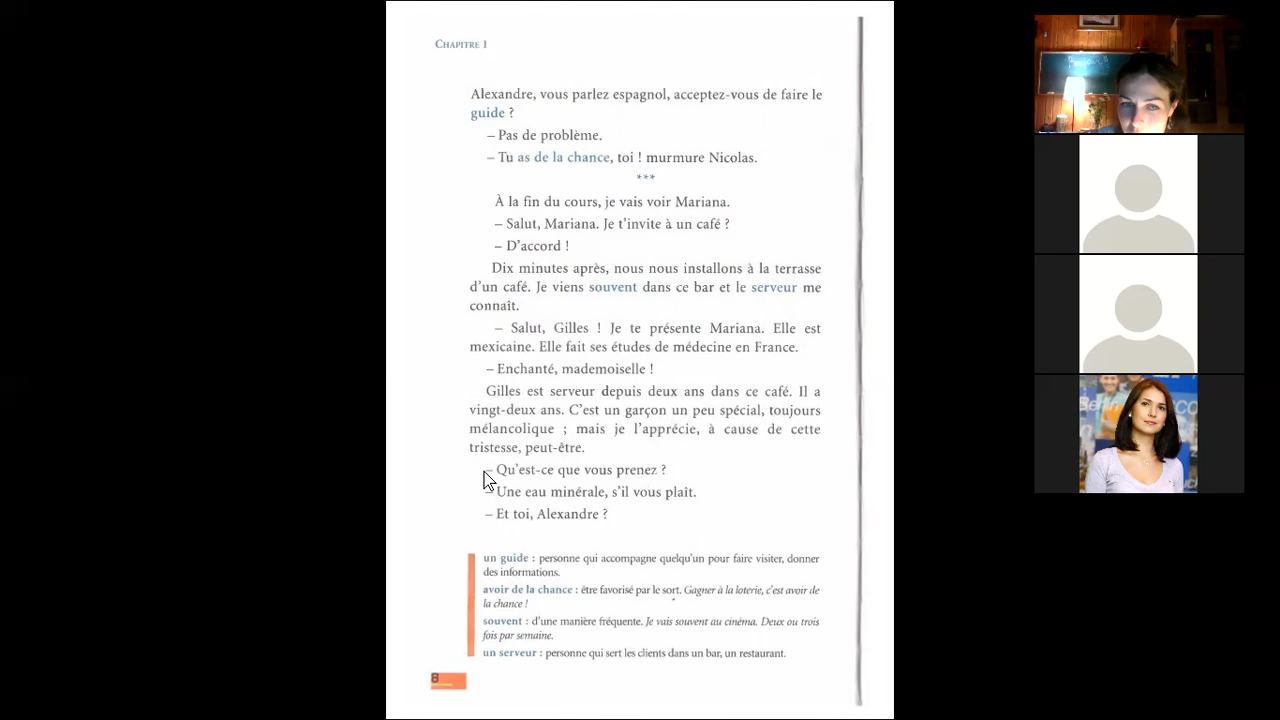 CHAPITRE 1
Alexandre, vous parlez espagnol, acceptez-vous de faire le
guide ?
– Pas de problème.
– Tu as de la chance, toi ! murmure Nicolas.
***
À la fin du cours, je vais voir Mariana.
– Salut, Mariana. Je t'invite à un café ?
– D'accord !
Dix minutes après, nous nous installons à la terrasse
d'un café. Je viens souvent dans ce bar et le serveur me
connaît.
– Salut, Gilles ! Je te présente Mariana. Elle est
mexicaine. Elle fait ses études de médecine en France.
– Enchanté, mademoiselle !
Gilles est serveur depuis deux ans dans ce café. Il a
vingt-deux ans. C'est un garçon un peu spécial, toujours
mélancolique ; mais je l'apprécie, à cause de cette
tristesse, peut-être.
– Qu'est-ce que vous prenez ?
– Une eau minérale, s'il vous plaît.
– Et toi, Alexandre ?
un guide : personne qui accompagne quelqu'un pour faire visiter, donner
des informations.
avoir de la chance : être favorisé par le sort. Gagner à la loterie, c'est avoir de
la chance !
souvent : d'une manière fréquente. Je vais souvent au cinéma. Deux ou trois
fois par semaine.
un serveur : personne qui sert les clients dans un bar, un restaurant.
6